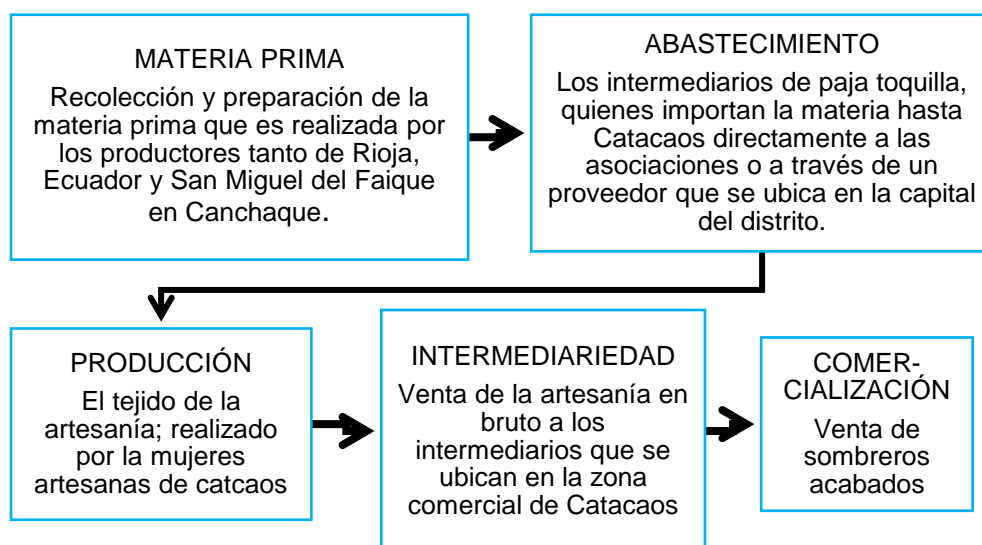 MATERIA PRIMA
Recolección y preparación de la
materia prima que es realizada por
los productores tanto de Rioja,
Ecuador y San Miguel del Faique
en Canchaque.
ABASTECIMIENTO
Los intermediarios de paja toquilla,
quienes importan la materia hasta
Catacaos directamente a las
asociaciones o a través de un
proveedor que se ubica en la capital
del distrito.
PRODUCCIÓN
El tejido de la
artesanía; realizado
por la mujeres
artesanas de catcaos
INTERMEDIARIEDAD
Venta de la artesanía en
bruto a los
intermediarios que se
ubican en la zona
comercial de Catacaos
COMER-
CIALIZACIÓN
Venta de
sombreros
acabados